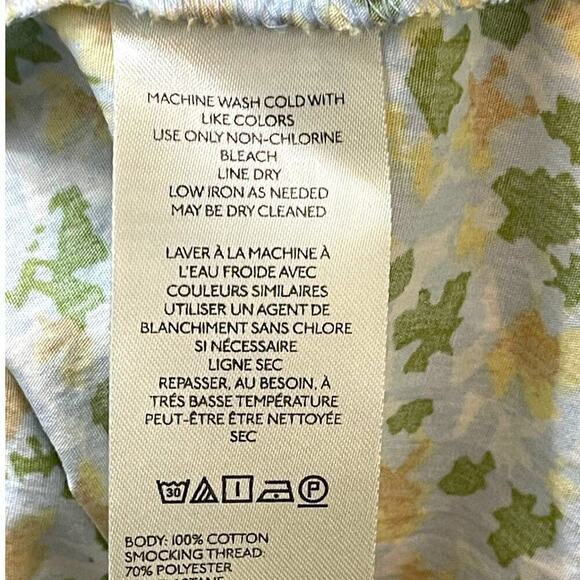 MACHINE WASH COLD WITH
LIKE COLORS
USE ONLY NON-CHLORINE
BLEACH
LINE DRY
LOW IRON AS NEEDED
MAY BE DRY CLEANED
LAVER À LA MACHINE À
L'EAU FROIDE AVEC
COULEURS SIMILAIRES
UTILISER UN AGENT DE
BLANCHIMENT SANS CHLORE
SI NÉCESSAIRE
LIGNE SEC
REPASSER, AU BESOIN, À
TRÉS BASSE TEMPÉRATURE
PEUT-ÊTRE ÊTRE NETTOYÉE
SEC
30 P
BODY: 100% COTTON
SMOCKING THREAD:
70% POLYESTER